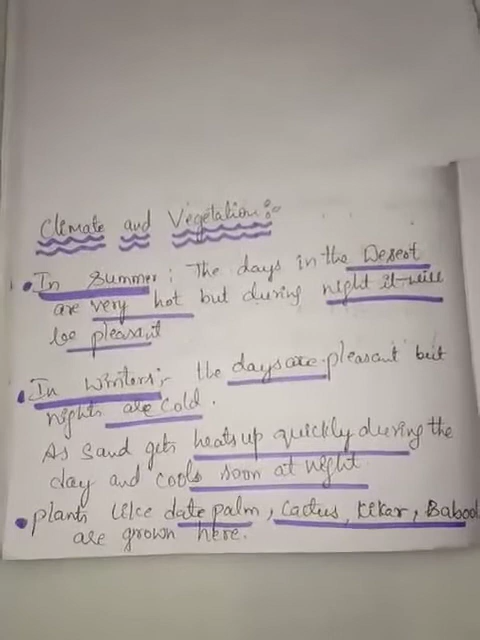 Climate and Vegetation :-
• In Summer : The days in the Desert
are very hot but during night it will
be pleasant
• In Winters :- the days are pleasant but
nights are cold.
As Sand gets heats up quickly during the
day and cools soon at night
• plants like date palm, Cactus, Kikar, Babool
are grown here.